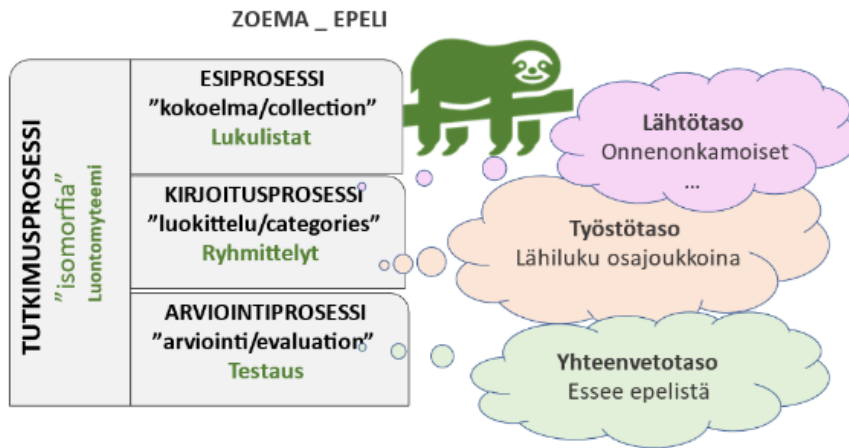 ZOEMA _ EPELI
TUTKIMUSPROSESSI
”isomorfia”
Luontomyteemi
ESIPROSESSI
”kokoelma/collection”
Lukulistat
KIRJOITUSPROSESSI
”luokittelu/categories”
Ryhmittelyt
ARVIOINTIPROSESSI
”arviointi/evaluation”
Testaus
Lähtötaso
Onnenonkamoiset
...
Työstötaso
Lähiluku osajoukkoina
Yhteenvetotaso
Essee epelistä